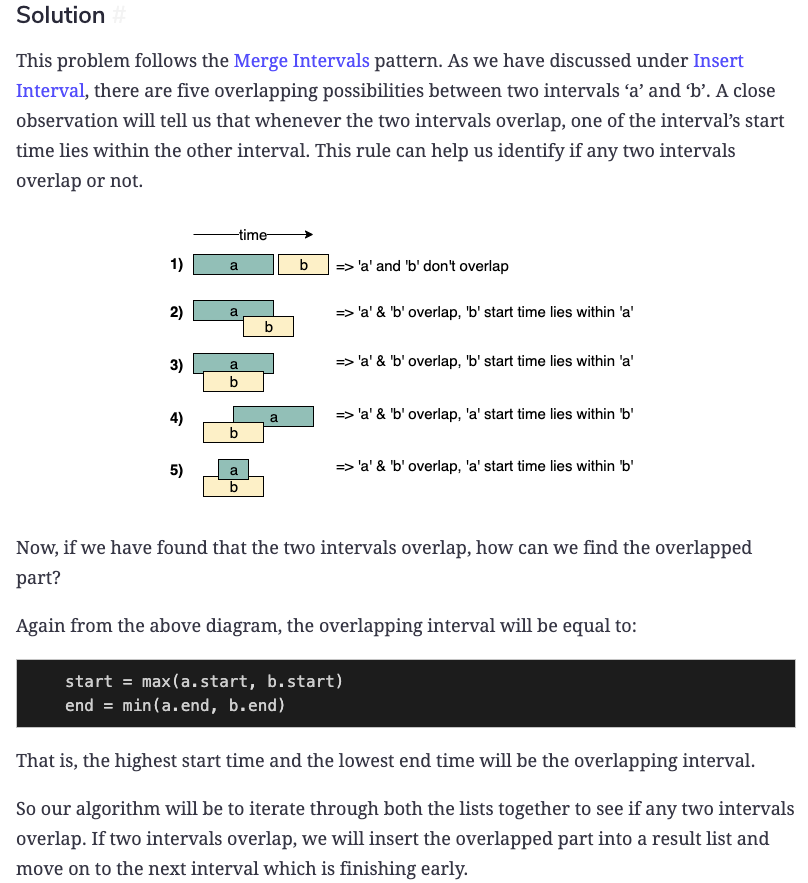 Solution #
This problem follows the Merge Intervals pattern. As we have discussed under Insert
Interval, there are five overlapping possibilities between two intervals ‘a’ and ‘b’. A close
observation will tell us that whenever the two intervals overlap, one of the interval’s start
time lies within the other interval. This rule can help us identify if any two intervals
overlap or not.
time
1) a b => 'a' and 'b' don't overlap
2) a b => 'a' & 'b' overlap, 'b' start time lies within 'a'
3) a b => 'a' & 'b' overlap, 'b' start time lies within 'a'
4) a b => 'a' & 'b' overlap, 'a' start time lies within 'b'
5) a b => 'a' & 'b' overlap, 'a' start time lies within 'b'
Now, if we have found that the two intervals overlap, how can we find the overlapped
part?
Again from the above diagram, the overlapping interval will be equal to:
start = max(a.start, b.start)
end = min(a.end, b.end)
That is, the highest start time and the lowest end time will be the overlapping interval.
So our algorithm will be to iterate through both the lists together to see if any two intervals
overlap. If two intervals overlap, we will insert the overlapped part into a result list and
move on to the next interval which is finishing early.